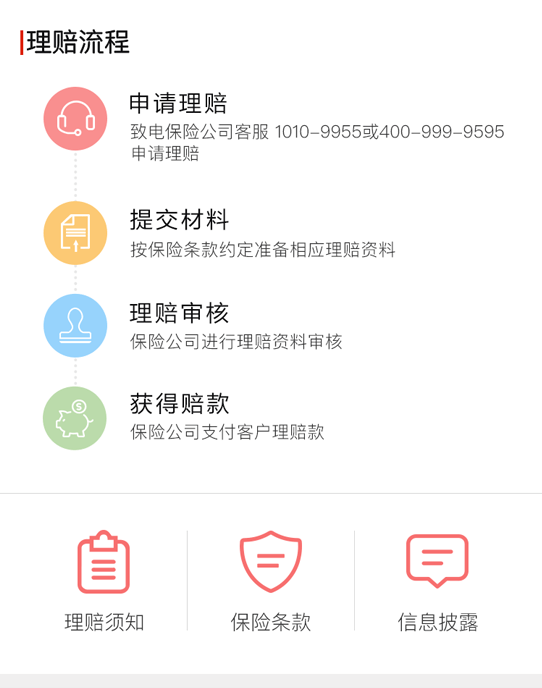 理赔流程
申请理赔
致电保险公司客服 1010-9955或400-999-9595
申请理赔
提交材料
按保险条款约定准备相应理赔资料
理赔审核
保险公司进行理赔资料审核
获得赔款
保险公司支付客户理赔款
理赔须知
保险条款
信息披露